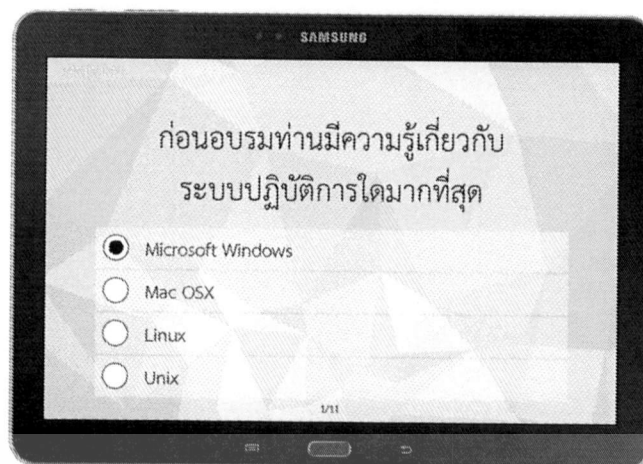 SAMSUNG
ก่อนอบรมท่านมีความรู้เกี่ยวกับ
ระบบปฏิบัติการใดมากที่สุด
Microsoft Windows
Mac OSX
Linux
Unix
1/11